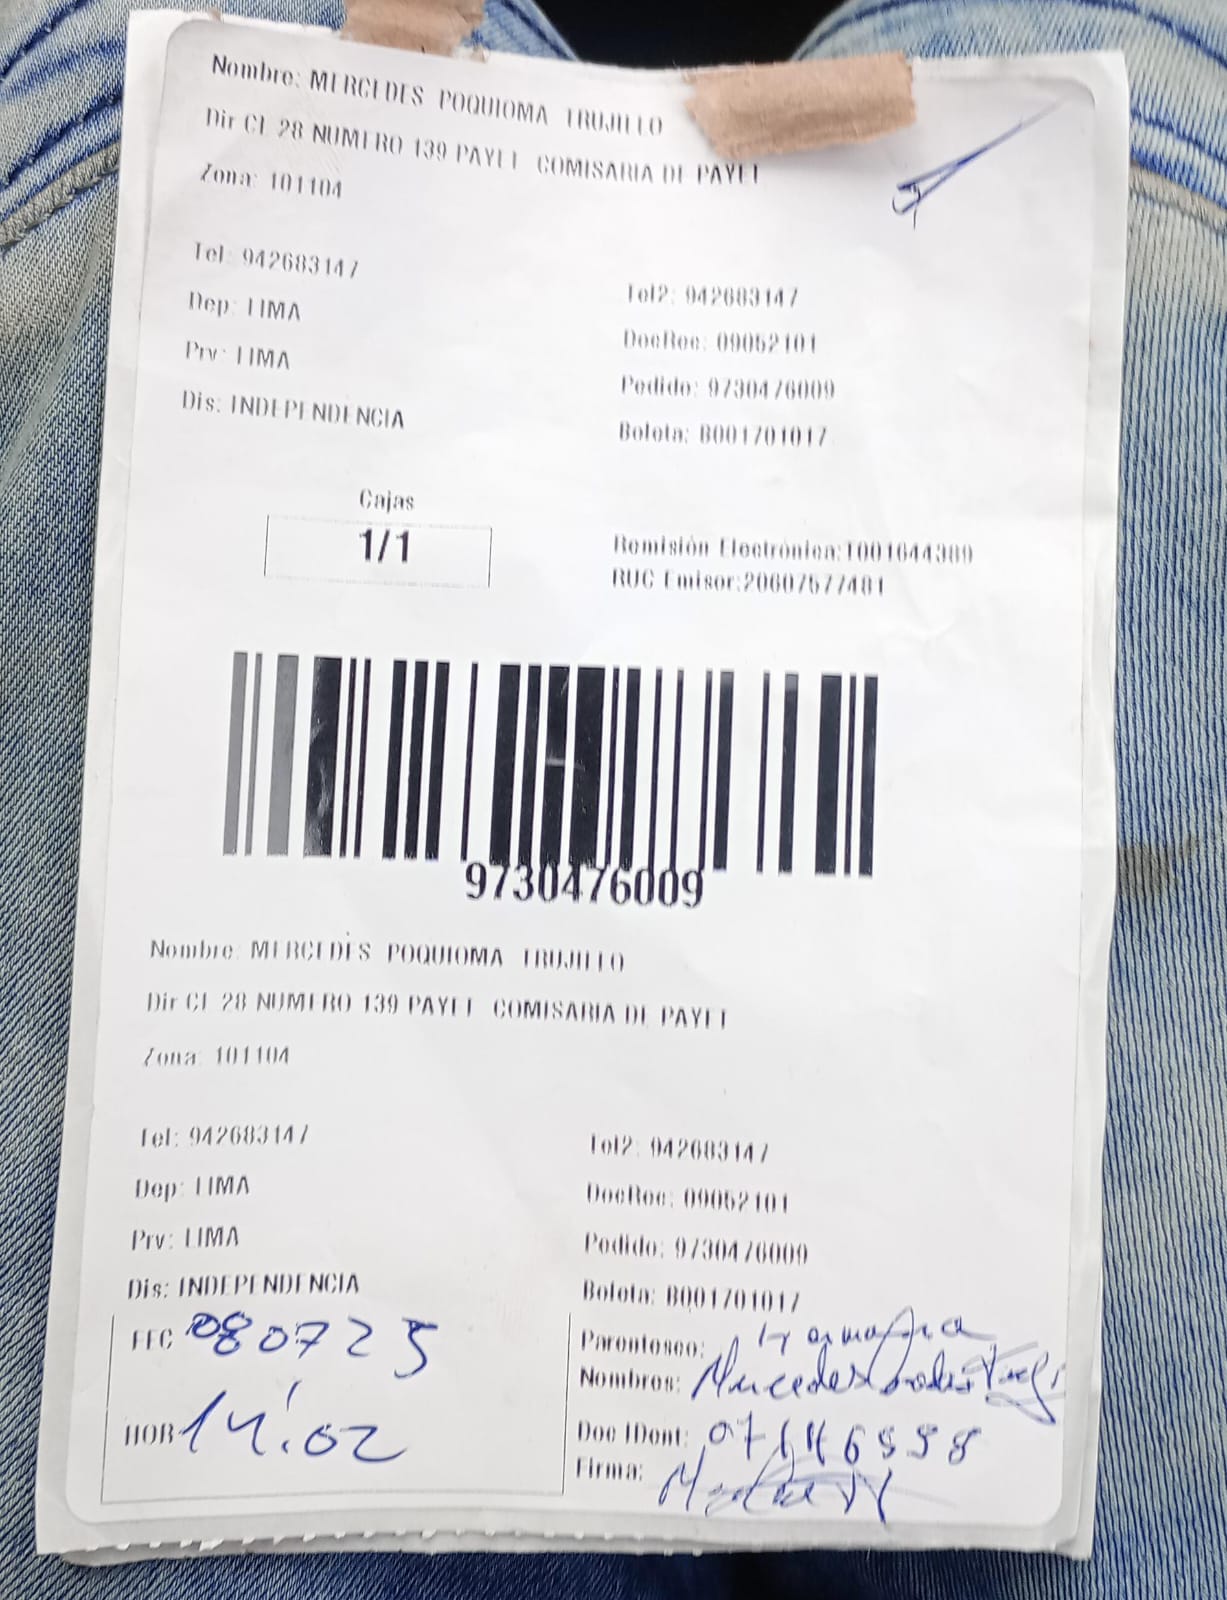 Nombre: MERCEDES POQUIOMA TRUJILLO
Dir CL 28 NUMERO 139 PAYET COMISARIA DE PAYET
Zona: 101104
Tel: 942683147
Tel2: 942683147
Dep: LIMA
DocRec: 09052101
Prv: LIMA
Pedido: 9730476009
Dis: INDEPENDENCIA
Boleta: B001701017
Cajas
1/1
Remisión Electrónica:T001644389
RUC Emisor:20607577481
9730476009
Nombre: MERCEDES POQUIOMA TRUJILLO
Dir CL 28 NUMERO 139 PAYET COMISARIA DE PAYET
Zona: 101104
Tel: 942683147
Tel2: 942683147
Dep: LIMA
DocRec: 09052101
Prv: LIMA
Pedido: 9730476009
Dis: INDEPENDENCIA
Boleta: B001701017
FEC 080725
Parentesco:
Nombres: Mercedes
HOR 14:02
Doc IDent:
Firma: